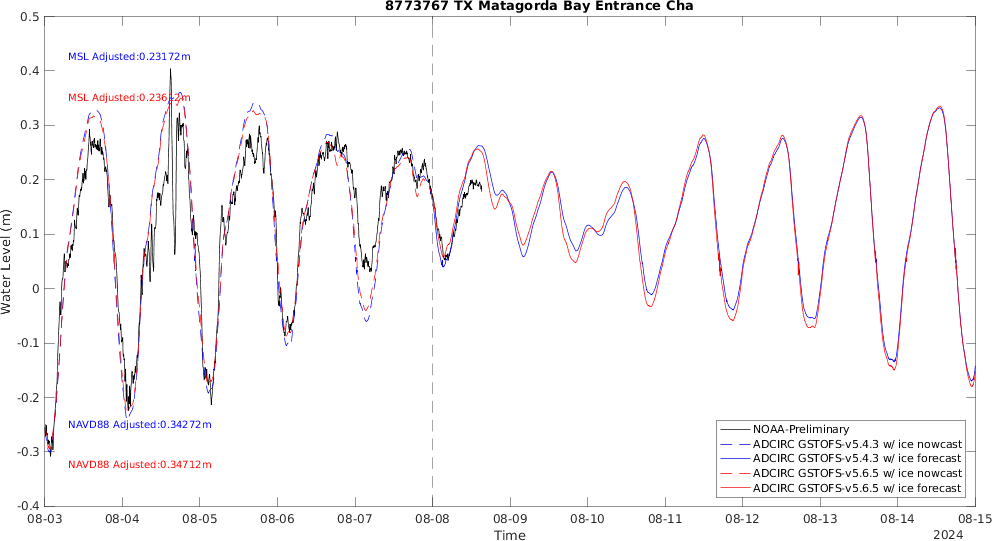 8773767 TX Matagorda Bay Entrance Cha
0.5
0.4
0.3
0.2
0.1
0
-0.1
-0.2
-0.3
-0.4
Water Level (m)
MSL Adjusted:0.23172m
MSL
NAVD88 Adjusted:0.34272m
NAVD88 Adjusted:0.34712m
NOAA-Preliminary
ADCIRC GSTOFS-v5.4.3 w/ ice nowcast
ADCIRC GSTOFS-v5.4.3 w/ ice forecast
ADCIRC GSTOFS-v5.6.5 w/ ice nowcast
ADCIRC GSTOFS-v5.6.5 w/ ice forecast
08-03 08-04 08-05 08-06 08-07 08-08 08-09 08-10 08-11 08-12 08-13 08-14 08-15
Time
2024